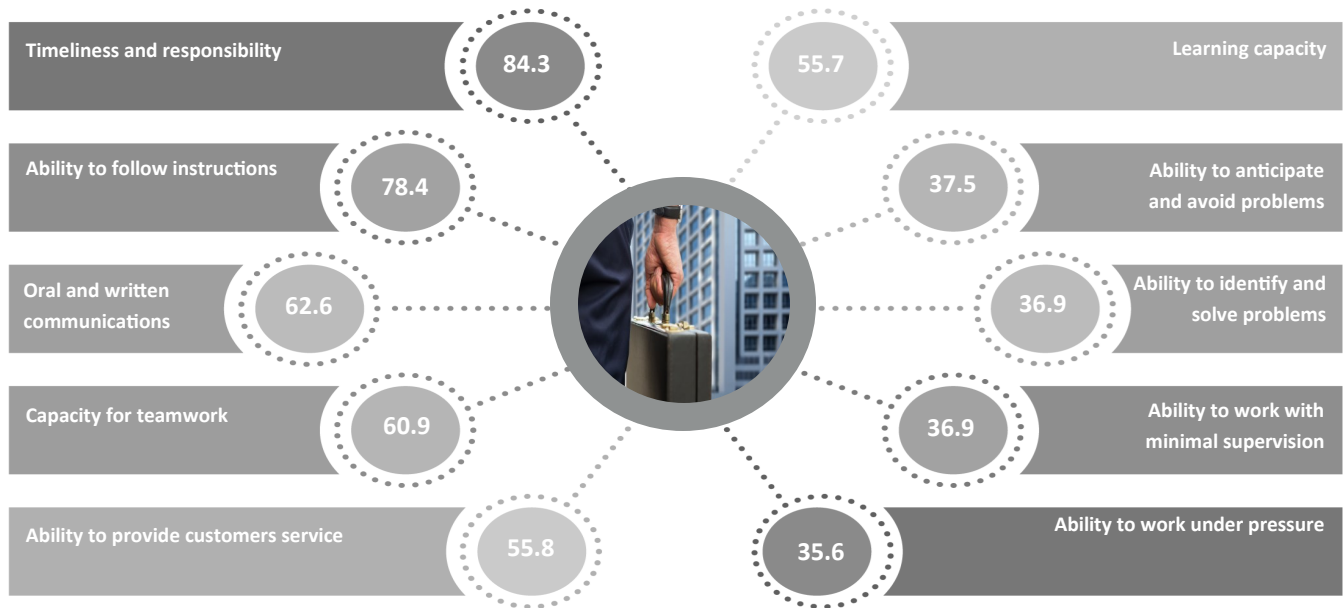 Timeliness and responsibility
84.3
Ability to follow instructions
78.4
Oral and written
communications
62.6
Capacity for teamwork
60.9
Ability to provide customers service
55.8
55.7
Learning capacity
37.5
Ability to anticipate
and avoid problems
36.9
Ability to identify and
solve problems
36.9
Ability to work with
minimal supervision
35.6
Ability to work under pressure